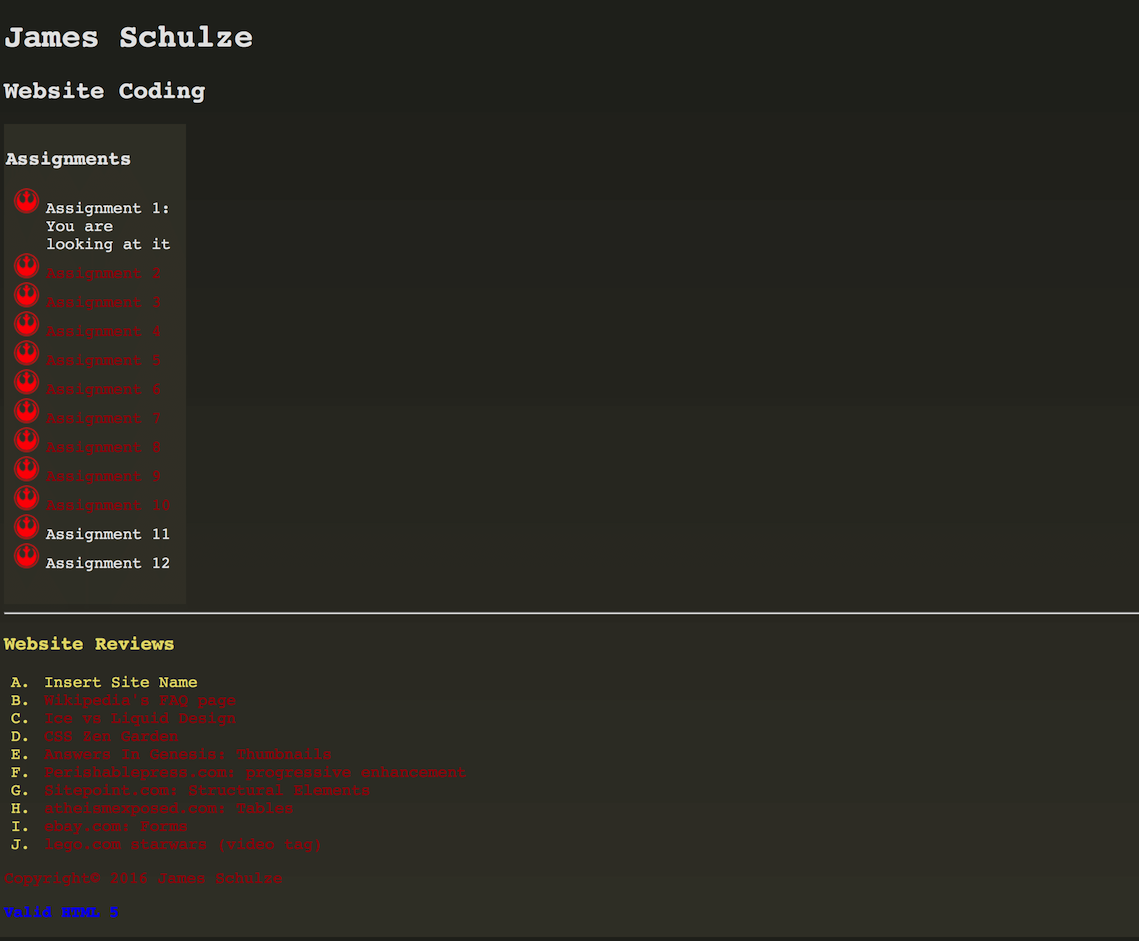 James Schulze
Website Coding
Assignments
Assignment 1:
You are
looking at it
Assignment 2
Assignment 3
Assignment 4
Assignment 5
Assignment 6
Assignment 7
Assignment 8
Assignment 9
Assignment 10
Assignment 11
Assignment 12
Website Reviews
A. Insert Site Name
B. Wikipedia's FAQ page
C. Ice vs Liquid Design
D. CSS Zen Garden
E. Answers In Genesis: Thumbnails
F. Perishablepress.com: progressive enhancement
G. Sitepoint.com: Structural Elements
H. atheismexposed.com: Tables
I. ebay.com: Forms
J. lego.com starwars (video tag)
Copyright© 2016 James Schulze
Valid HTML 5